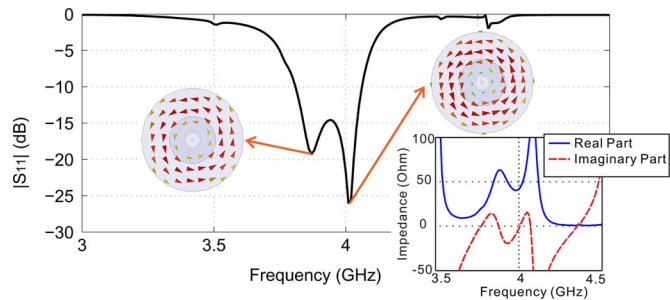 |S11| (dB)
0
−5
−10
−15
−20
−25
−30
3
3.5
4
Frequency (GHz)
Real Part
Imaginary Part
Impedance (Ohm)
100
50
0
-50
3.5
4
4.5
Frequency (GHz)